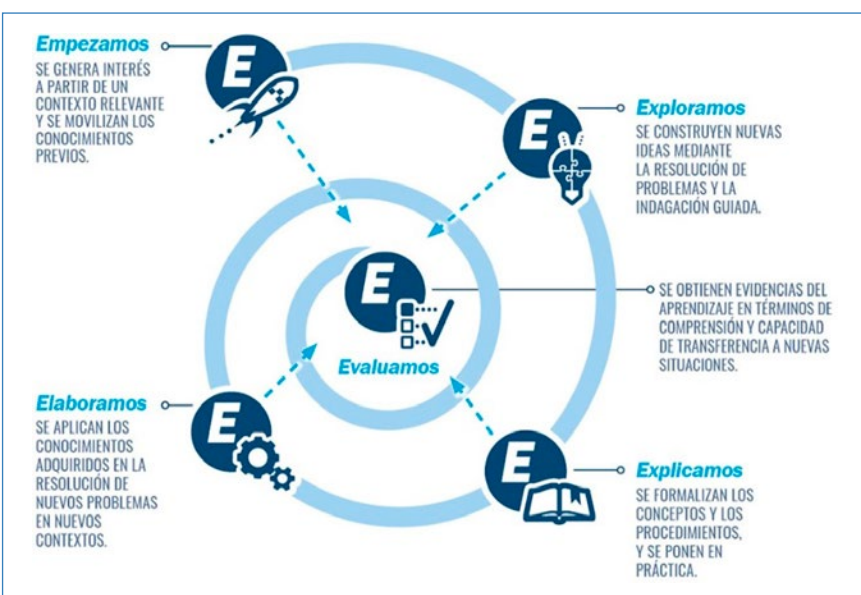 E
Empezamos
SE GENERA INTERÉS
A PARTIR DE UN
CONTEXTO RELEVANTE
Y SE MOVILIZAN LOS
CONOCIMIENTOS
PREVIOS.
E
Exploramos
SE CONSTRUYEN NUEVAS
IDEAS MEDIANTE
LA RESOLUCIÓN DE
PROBLEMAS Y LA
INDAGACIÓN GUIADA.
E
Evaluamos
SE OBTIENEN EVIDENCIAS DEL
APRENDIZAJE EN TÉRMINOS DE
COMPRENSIÓN Y CAPACIDAD
DE TRANSFERENCIA A NUEVAS
SITUACIONES.
E
Elaboramos
SE APLICAN LOS
CONOCIMIENTOS
ADQUIRIDOS EN LA
RESOLUCIÓN DE
NUEVOS PROBLEMAS
EN NUEVOS
CONTEXTOS.
E
Explicamos
SE FORMALIZAN LOS
CONCEPTOS Y LOS
PROCEDIMIENTOS,
Y SE PONEN EN
PRÁCTICA.